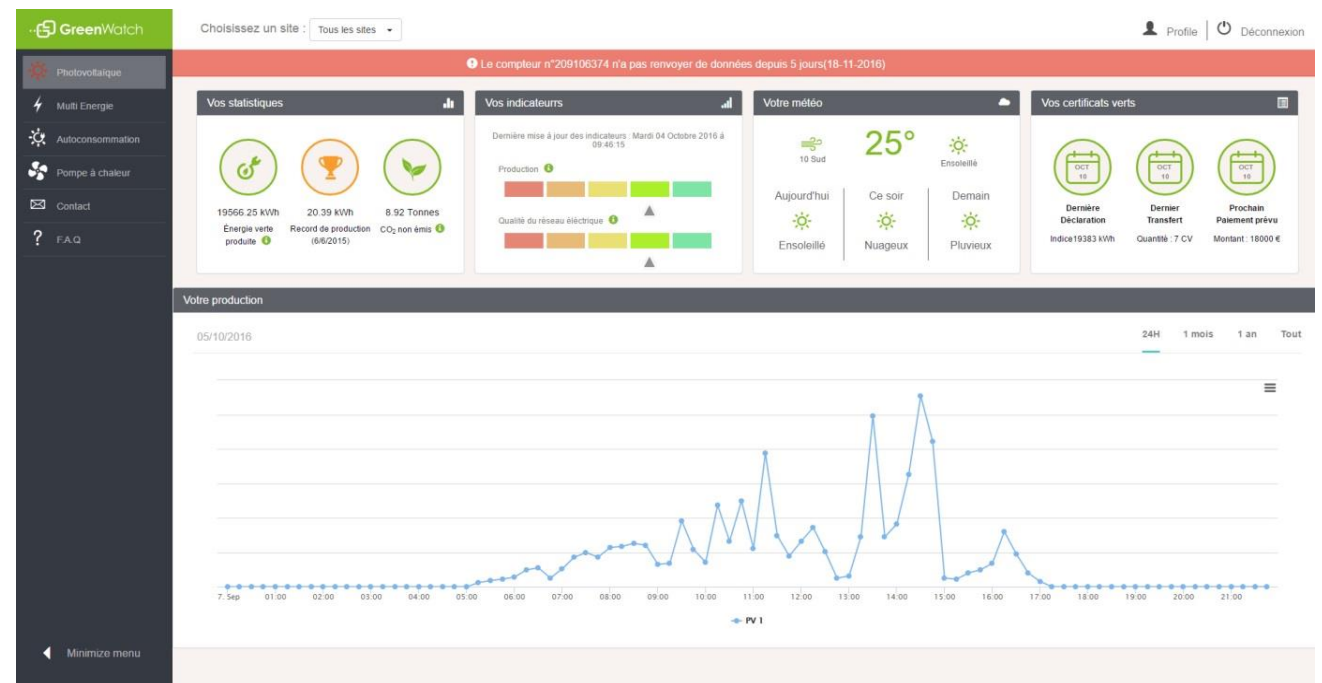 GreenWatch
Choisissez un site : Tous les sites
Profile
Déconnexion
Photovoltaïque
Multi Energie
Autoconsommation
Pompe à chaleur
Contact
F.A.Q
Minimize menu
Le compteur n°209106374 n'a pas renvoyer de données depuis 5 jours(18-11-2016)
Vos statistiques
19566.25 kWh
Énergie verte
produite
20.39 kWh
Record de production
(6/6/2015)
8.92 Tonnes
CO2 non émis
Vos indicateurrs
Dernière mise à jour des indicateurs : Mardi 04 Octobre 2016 à
09:46:15
Production
Qualité du réseau éléctrique
Votre météo
10 Sud
25°
Ensoleillé
Aujourd'hui
Ensoleillé
Ce soir
Nuageux
Demain
Pluvieux
Vos certificats verts
OCT
10
Dernière
Déclaration
Indice19383 kWh
OCT
10
Dernier
Transfert
Quantité : 7 CV
OCT
10
Prochain
Paiement prévu
Montant : 18000 €
Votre production
05/10/2016
24H 1 mois 1 an Tout
7. Sep 01:00 02:00 03:00 04:00 05:00 06:00 07:00 08:00 09:00 10:00 11:00 12:00 13:00 14:00 15:00 16:00 17:00 18:00 19:00 20:00 21:00
PV 1